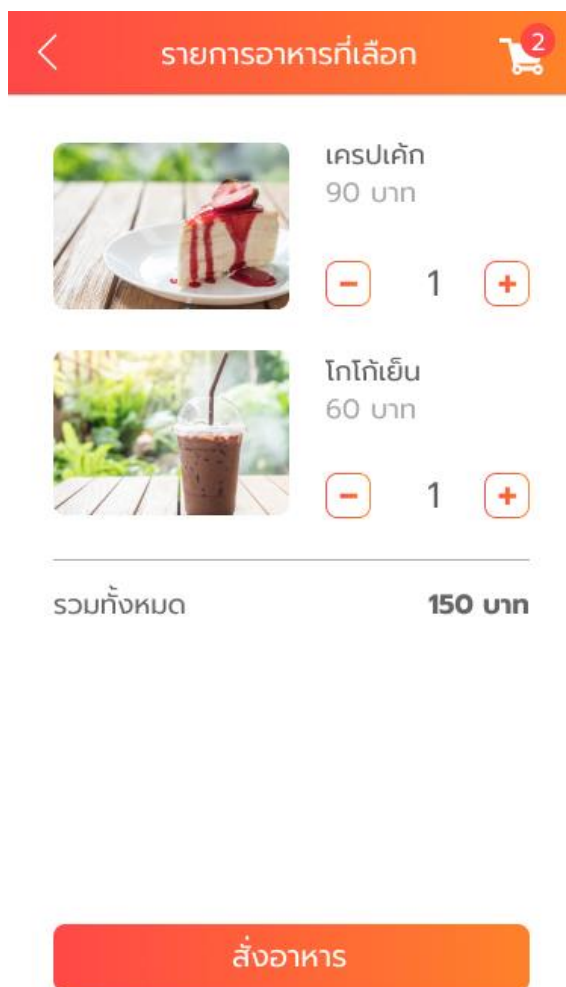 รายการอาหารที่เลือก
2
เครปเค้ก
90 บาท
1
โกโก้เย็น
60 บาท
1
รวมทั้งหมด 150 บาท
สั่งอาหาร